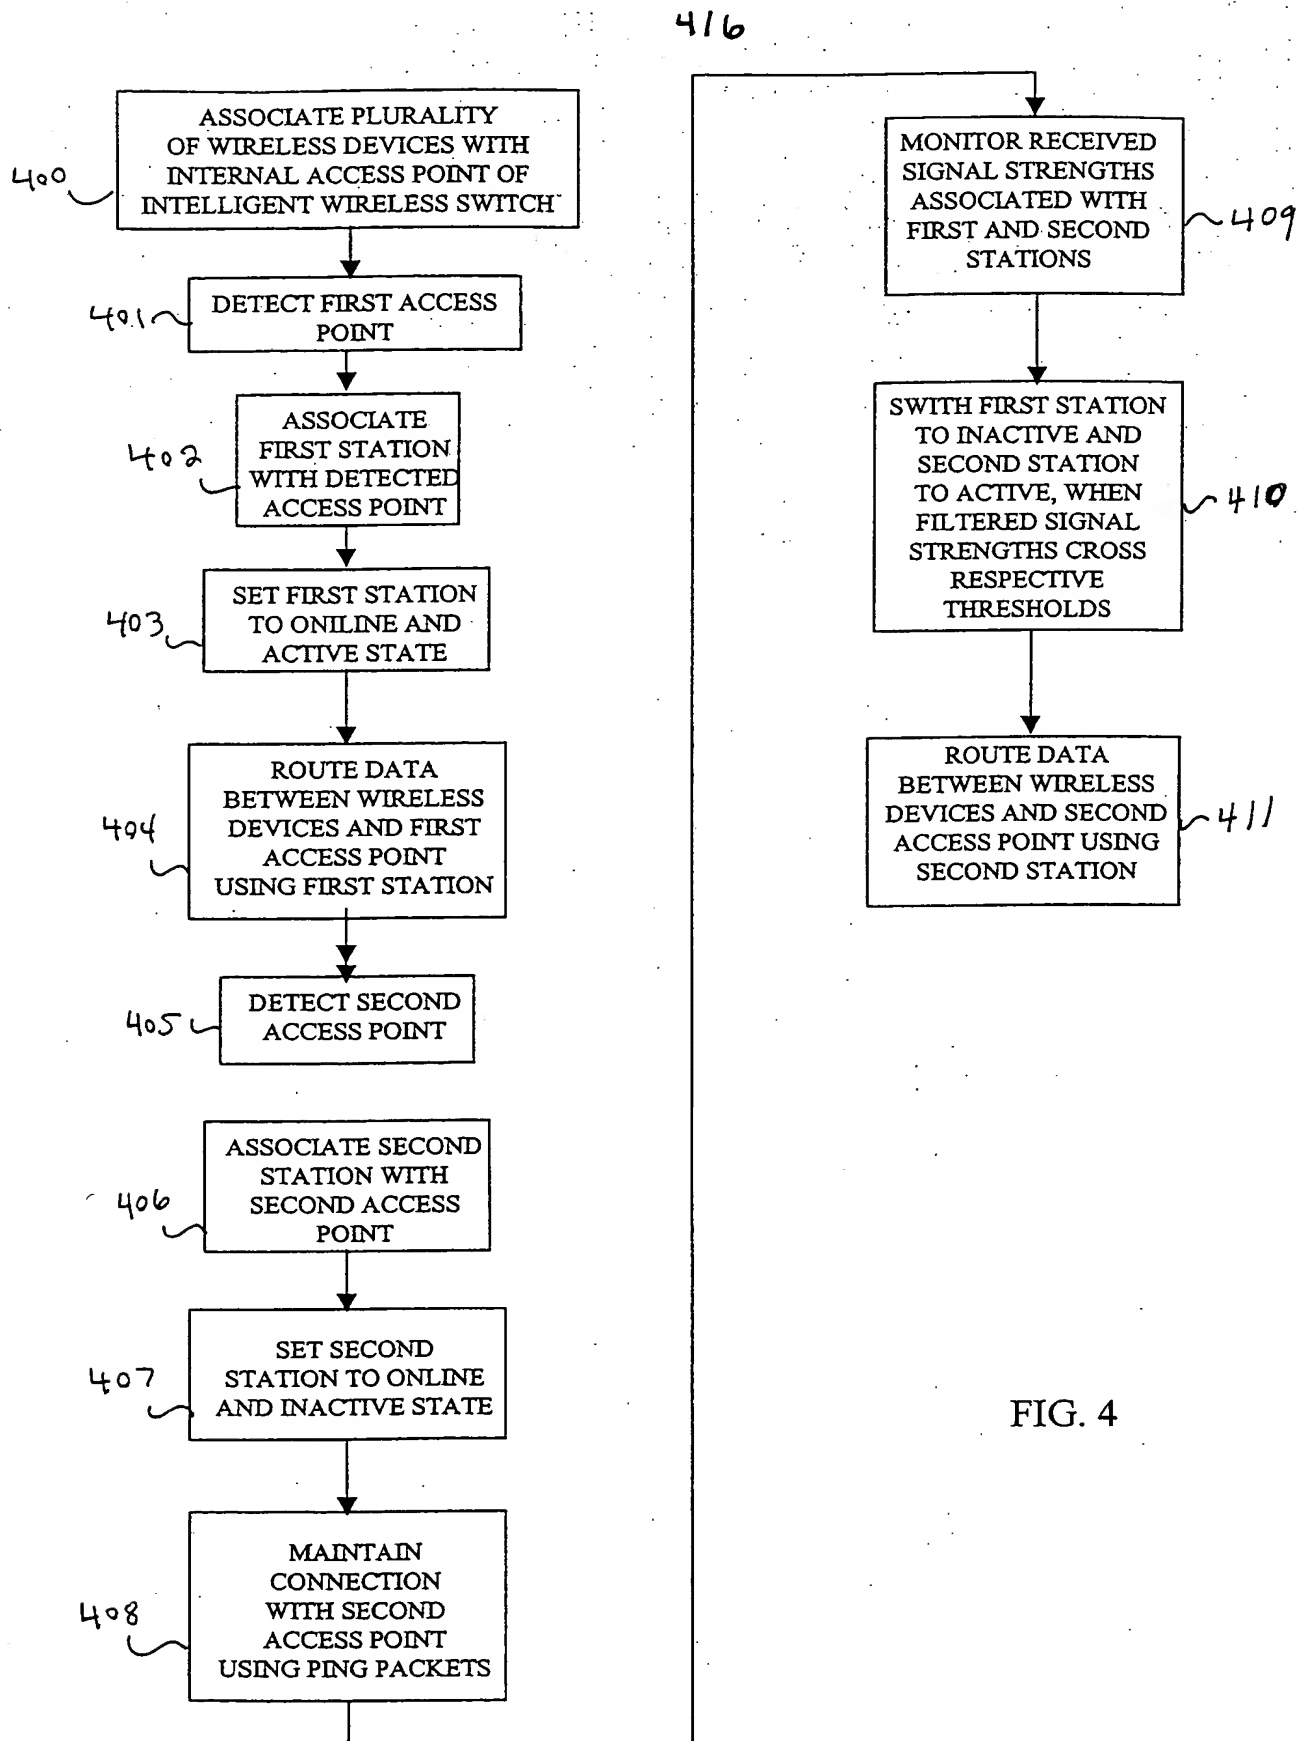 416
ASSOCIATE PLURALITY
OF WIRELESS DEVICES WITH
INTERNAL ACCESS POINT OF
INTELLIGENT WIRELESS SWITCH
400
DETECT FIRST ACCESS
POINT
401
ASSOCIATE
FIRST STATION
WITH DETECTED
ACCESS POINT
402
SET FIRST STATION
TO ONILINE AND
ACTIVE STATE
403
ROUTE DATA
BETWEEN WIRELESS
DEVICES AND FIRST
ACCESS POINT
USING FIRST STATION
404
DETECT SECOND
ACCESS POINT
405
ASSOCIATE SECOND
STATION WITH
SECOND ACCESS
POINT
406
SET SECOND
STATION TO ONLINE
AND INACTIVE STATE
407
MAINTAIN
CONNECTION
WITH SECOND
ACCESS POINT
USING PING PACKETS
408
MONITOR RECEIVED
SIGNAL STRENGTHS
ASSOCIATED WITH
FIRST AND SECOND
STATIONS
409
SWITH FIRST STATION
TO INACTIVE AND
SECOND STATION
TO ACTIVE, WHEN
FILTERED SIGNAL
STRENGTHS CROSS
RESPECTIVE
THRESHOLDS
410
ROUTE DATA
BETWEEN WIRELESS
DEVICES AND SECOND
ACCESS POINT USING
SECOND STATION
411
FIG. 4